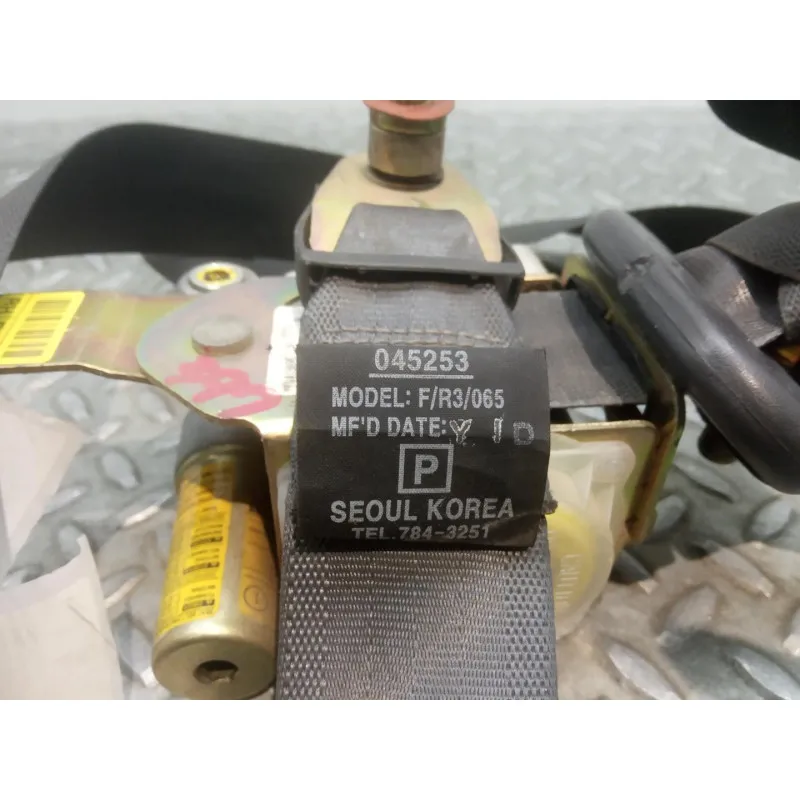 045253
MODEL: F/R3/065
MF'D DATE: Y J D
P
SEOUL KOREA
TEL.784-3251